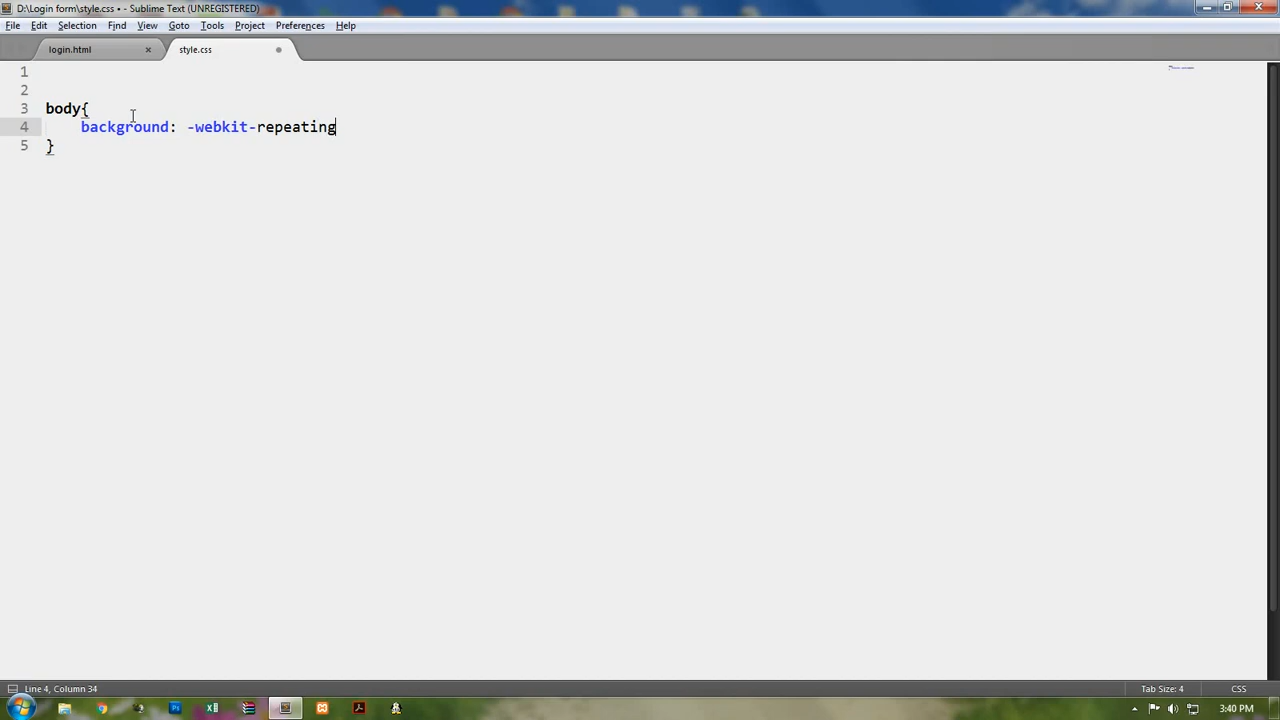 D:\Login form\style.css • - Sublime Text (UNREGISTERED)
File Edit Selection Find View Goto Tools Project Preferences Help
login.html × style.css
1
2
3 body{
4 background: -webkit-repeating
5 }
Line 4, Column 34 Tab Size: 4 CSS
3:40 PM